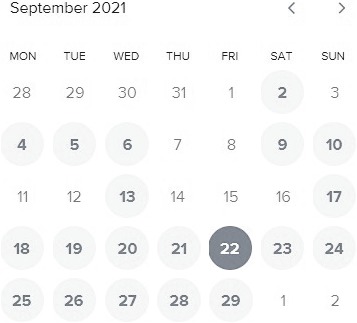 September 2021
MON TUE WED THU FRI SAT SUN
28 29 30 31 1 2 3
4 5 6 7 8 9 10
11 12 13 14 15 16 17
18 19 20 21 22 23 24
25 26 27 28 29 1 2